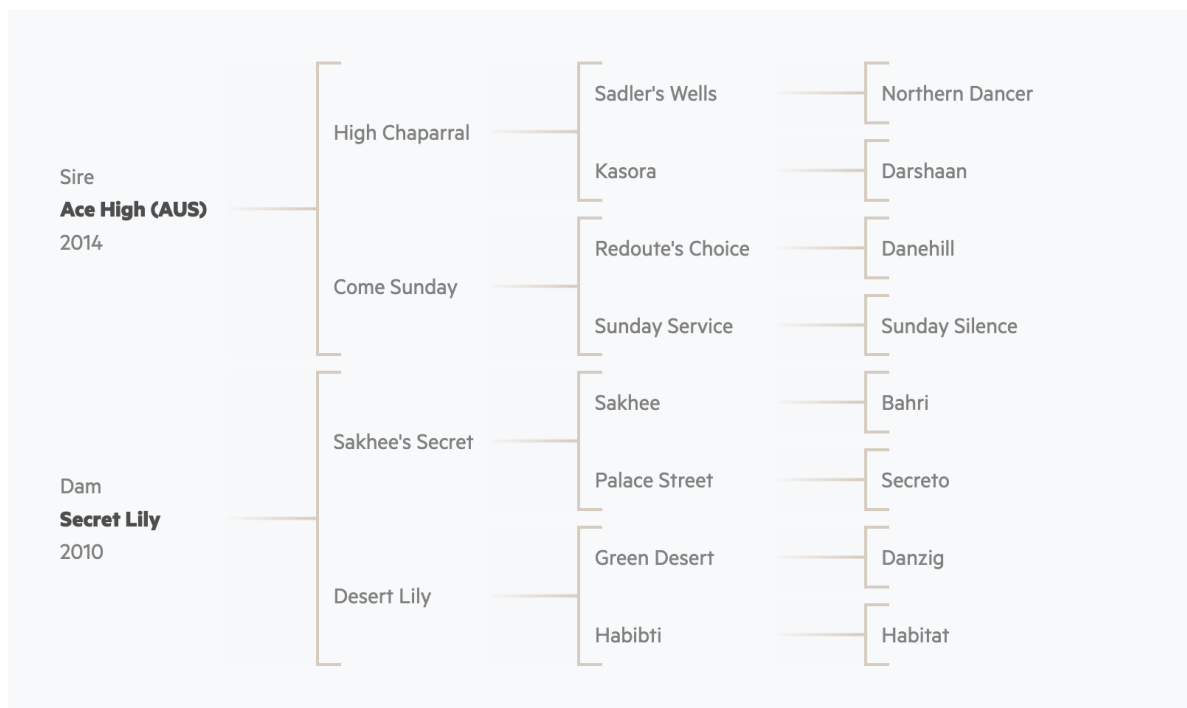 Sire
Ace High (AUS)
2014
High Chaparral
Come Sunday
Sadler's Wells
Kasora
Redoute's Choice
Sunday Service
Northern Dancer
Darshaan
Danehill
Sunday Silence
Dam
Secret Lily
2010
Sakhee's Secret
Desert Lily
Sakhee
Palace Street
Green Desert
Habibti
Bahri
Secreto
Danzig
Habitat